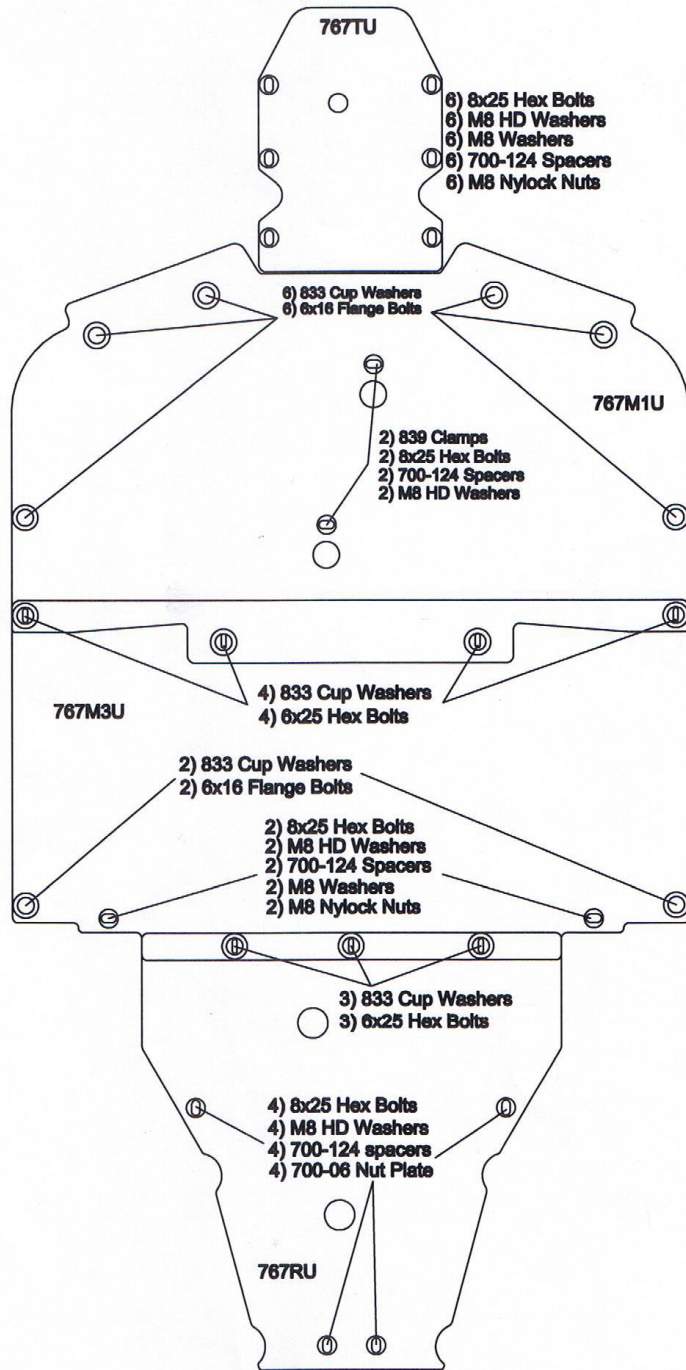 767TU
6) 8x25 Hex Bolts
6) M8 HD Washers
6) M8 Washers
6) 700-124 Spacers
6) M8 Nylock Nuts
6) 833 Cup Washers
6) 6x16 Flange Bolts
767M1U
2) 839 Clamps
2) 8x25 Hex Bolts
2) 700-124 Spacers
2) M8 HD Washers
4) 833 Cup Washers
4) 6x25 Hex Bolts
767M3U
2) 833 Cup Washers
2) 6x16 Flange Bolts
2) 8x25 Hex Bolts
2) M8 HD Washers
2) 700-124 Spacers
2) M8 Washers
2) M8 Nylock Nuts
3) 833 Cup Washers
3) 6x25 Hex Bolts
4) 8x25 Hex Bolts
4) M8 HD Washers
4) 700-124 spacers
4) 700-06 Nut Plate
767RU